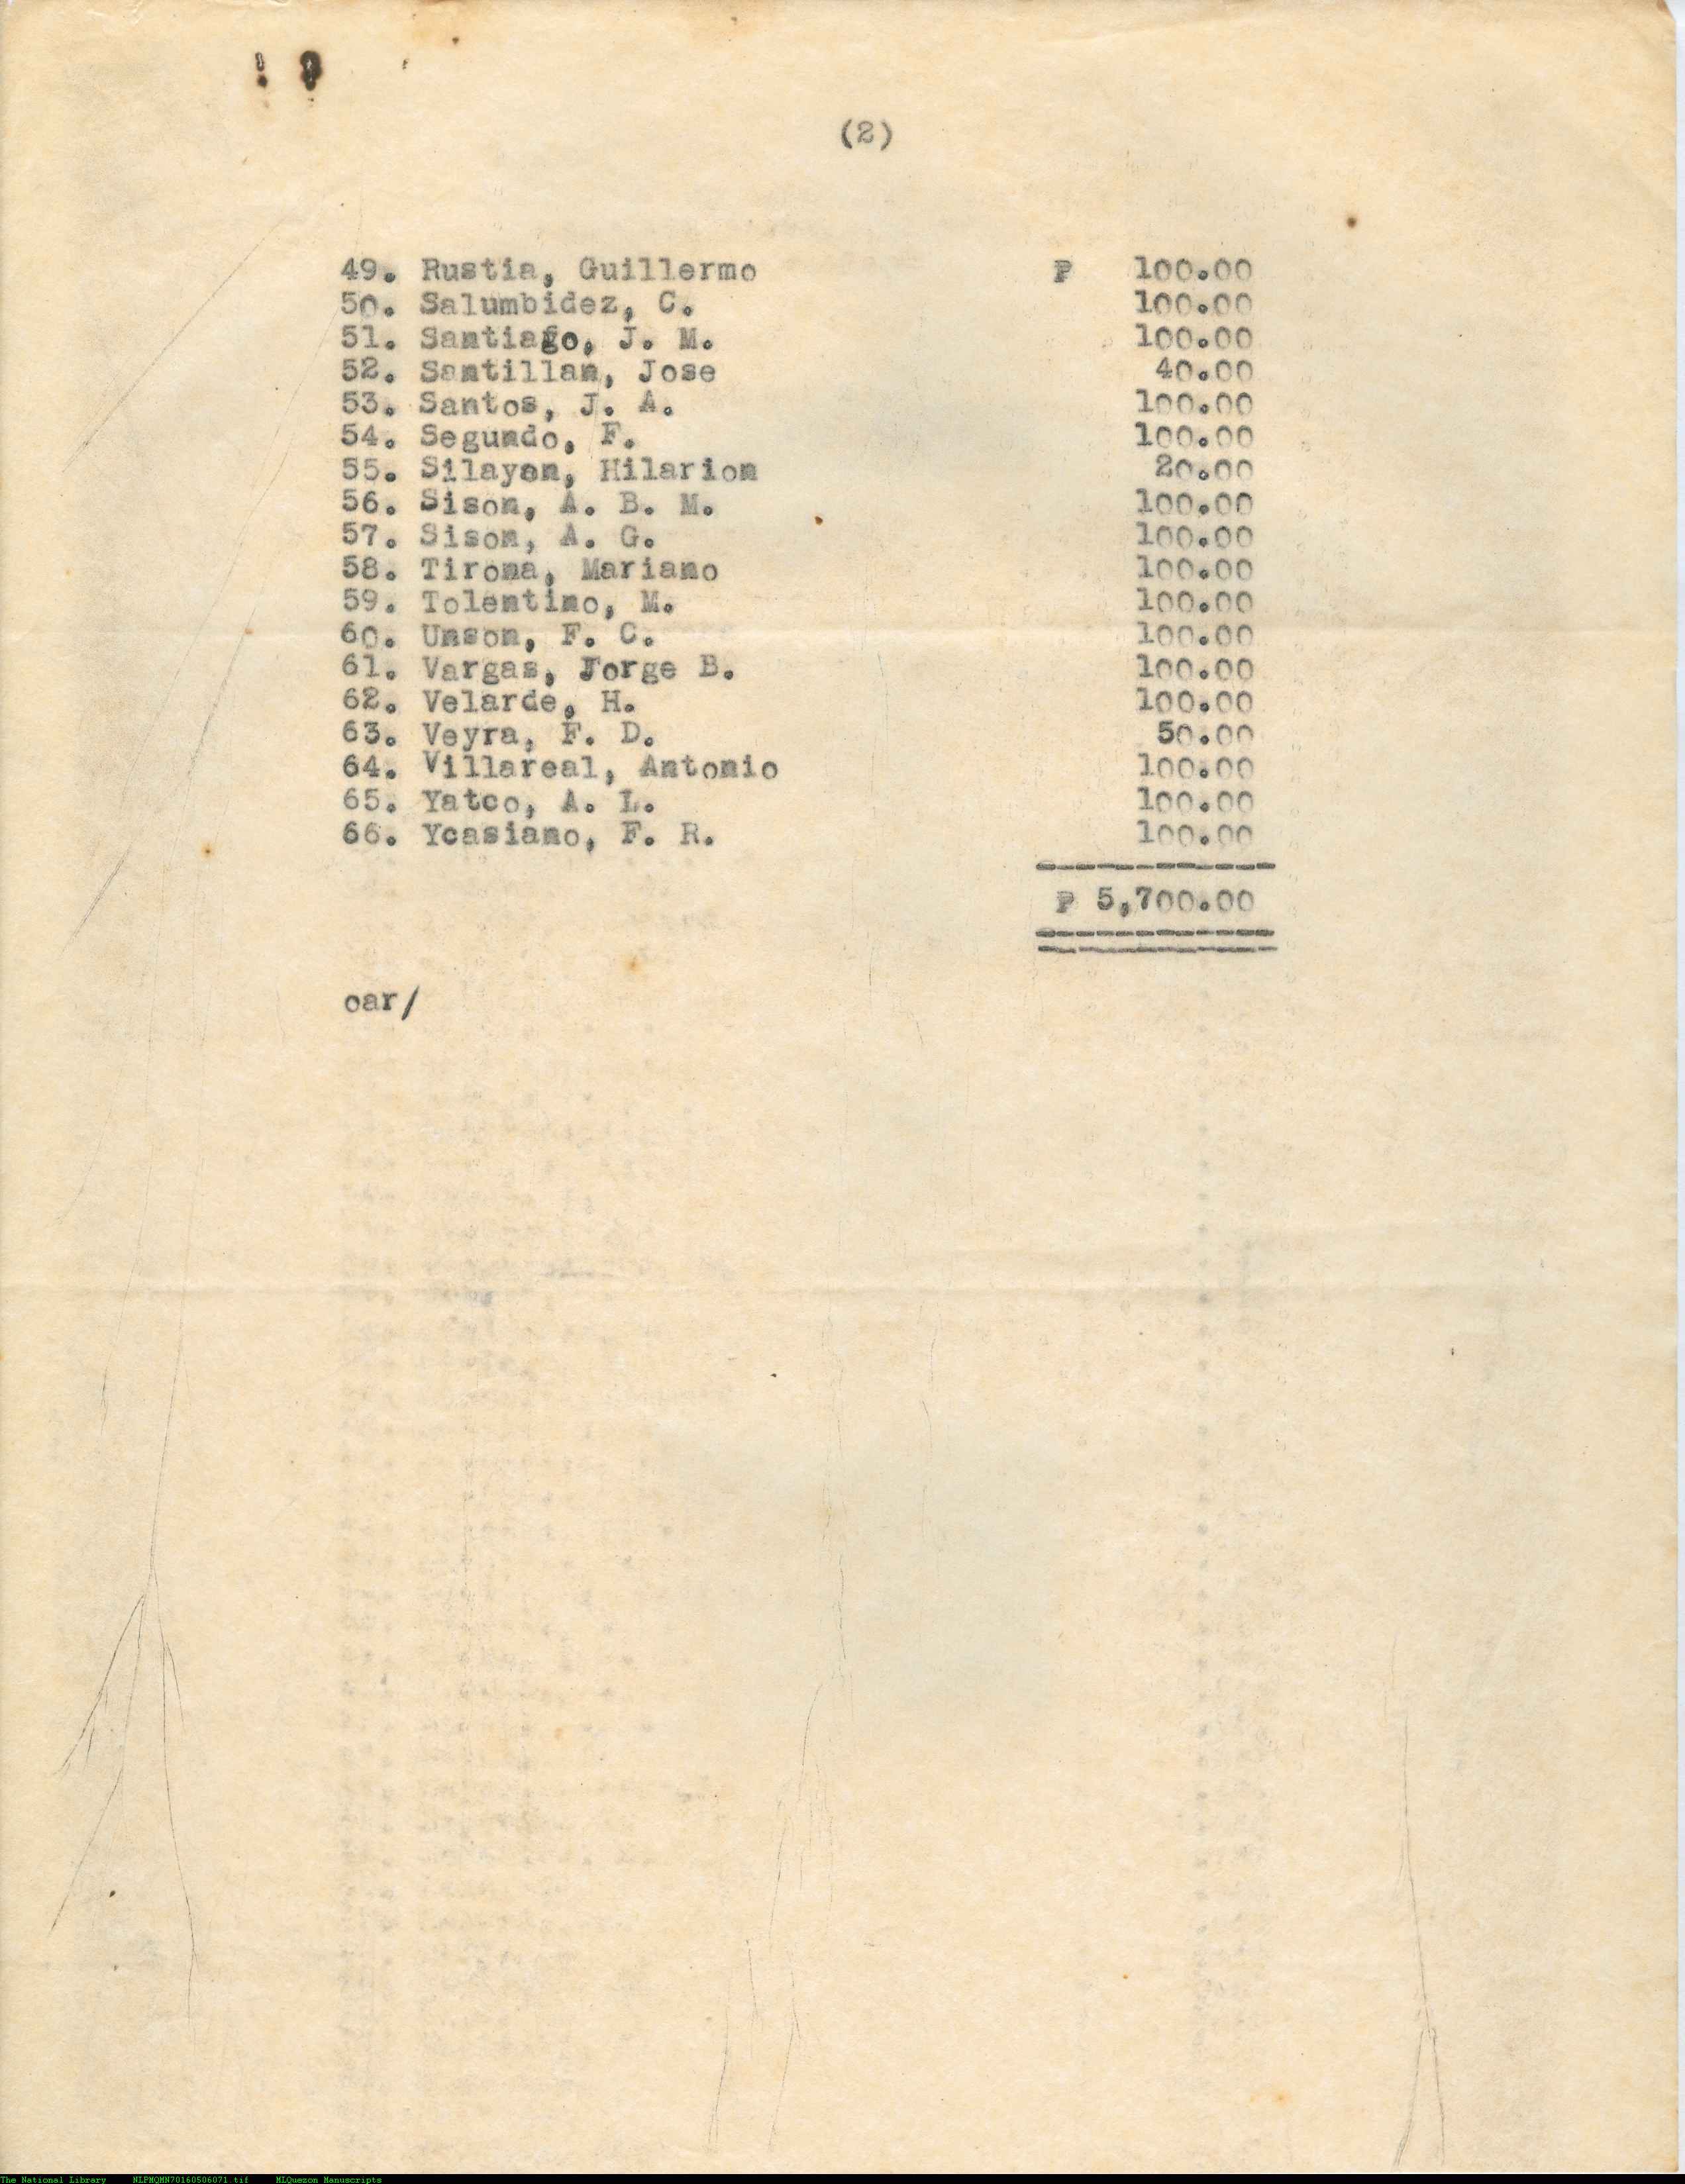 (2)
49. Rustia, Guillermo ₱ 100.00
50. Salumbidez, C. 100.00
51. Santiago, J. M. 100.00
52. Santillan, Jose 40.00
53. Santos, J. A. 100.00
54. Segundo, F. 100.00
55. Silayan, Hilarion 20.00
56. Sison, A. B. M. 100.00
57. Sison, A. G. 100.00
58. Tirona, Mariano 100.00
59. Tolentino, M. 100.00
60. Unson, F. C. 100.00
61. Vargas, Jorge B. 100.00
62. Velarde, H. 100.00
63. Veyra, F. D. 50.00
64. Villareal, Antonio 100.00
65. Yatco, A. L. 100.00
66. Ycasiano, F. R. 100.00
₱ 5,700.00
oar/
The National Library NLPMQMN70160506071.tif MLQuezon Manuscripts